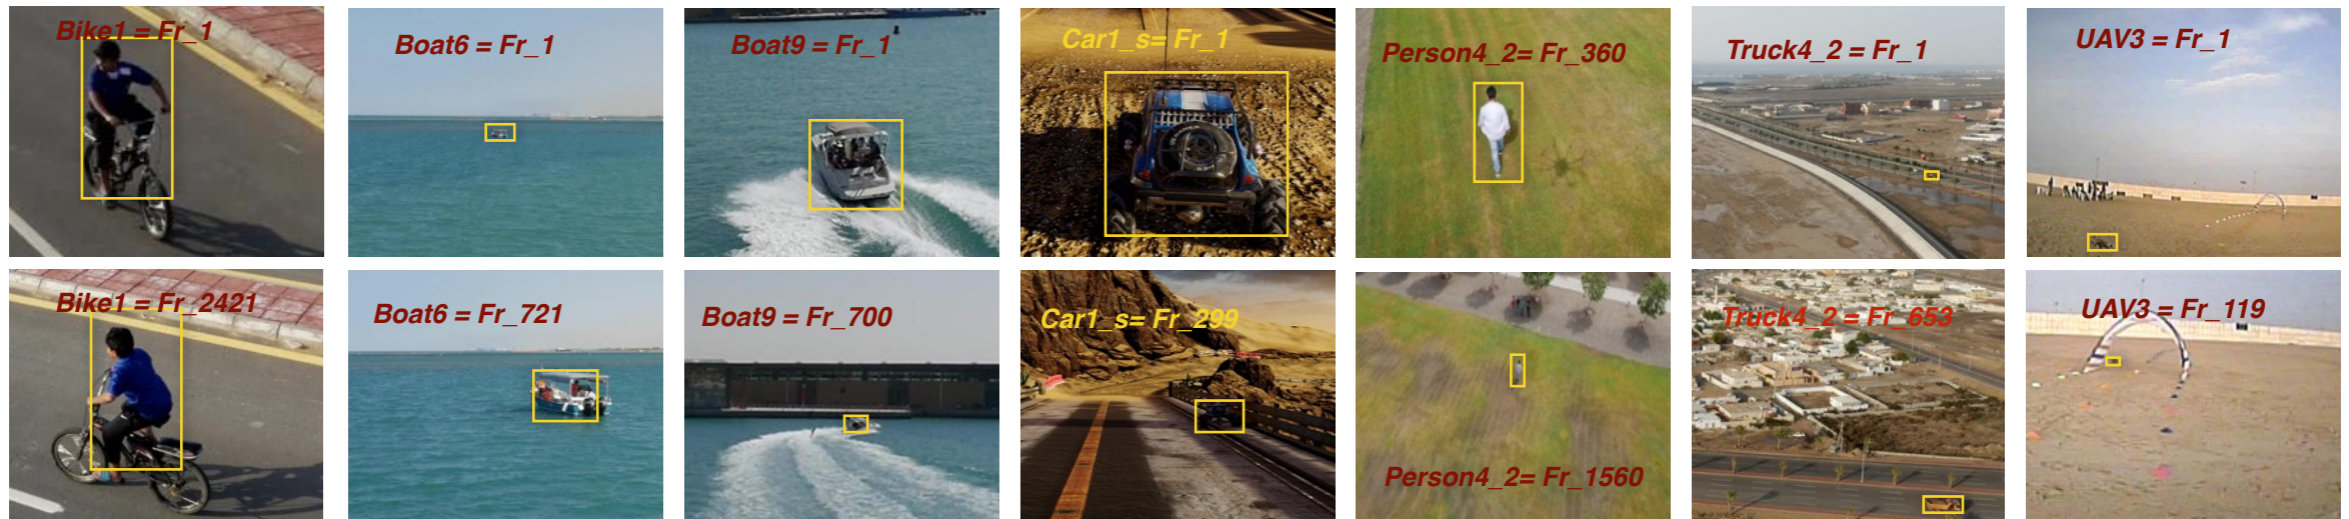 Bike1 = Fr_1
Boat6 = Fr_1
Boat9 = Fr_1
Car1_s= Fr_1
Person4_2= Fr_360
Truck4_2 = Fr_1
UAV3 = Fr_1
Bike1 = Fr_2421
Boat6 = Fr_721
Boat9 = Fr_700
Car1_s= Fr_299
Person4_2= Fr_1560
Truck4_2 = Fr_653
UAV3 = Fr_119